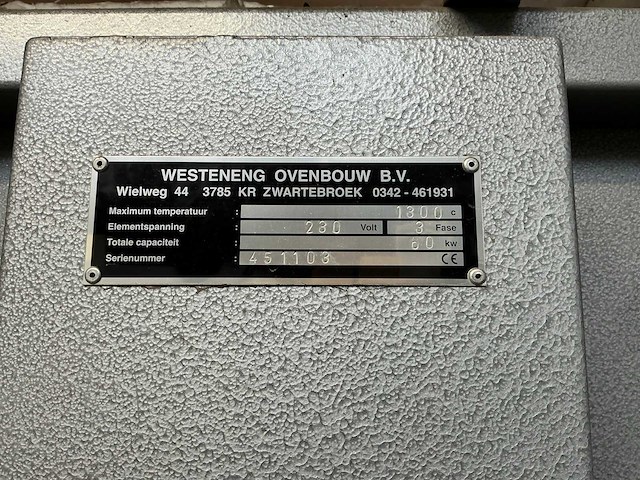 WESTENENG OVENBOUW B.V.
Wielweg 44 3785 KR ZWARTEBROEK 0342 - 461931
Maximum temperatuur : 1300 c
Elementspanning : 230 Volt 3 Fase
Totale capaciteit : 60 kw
Serienummer : 451103 CE